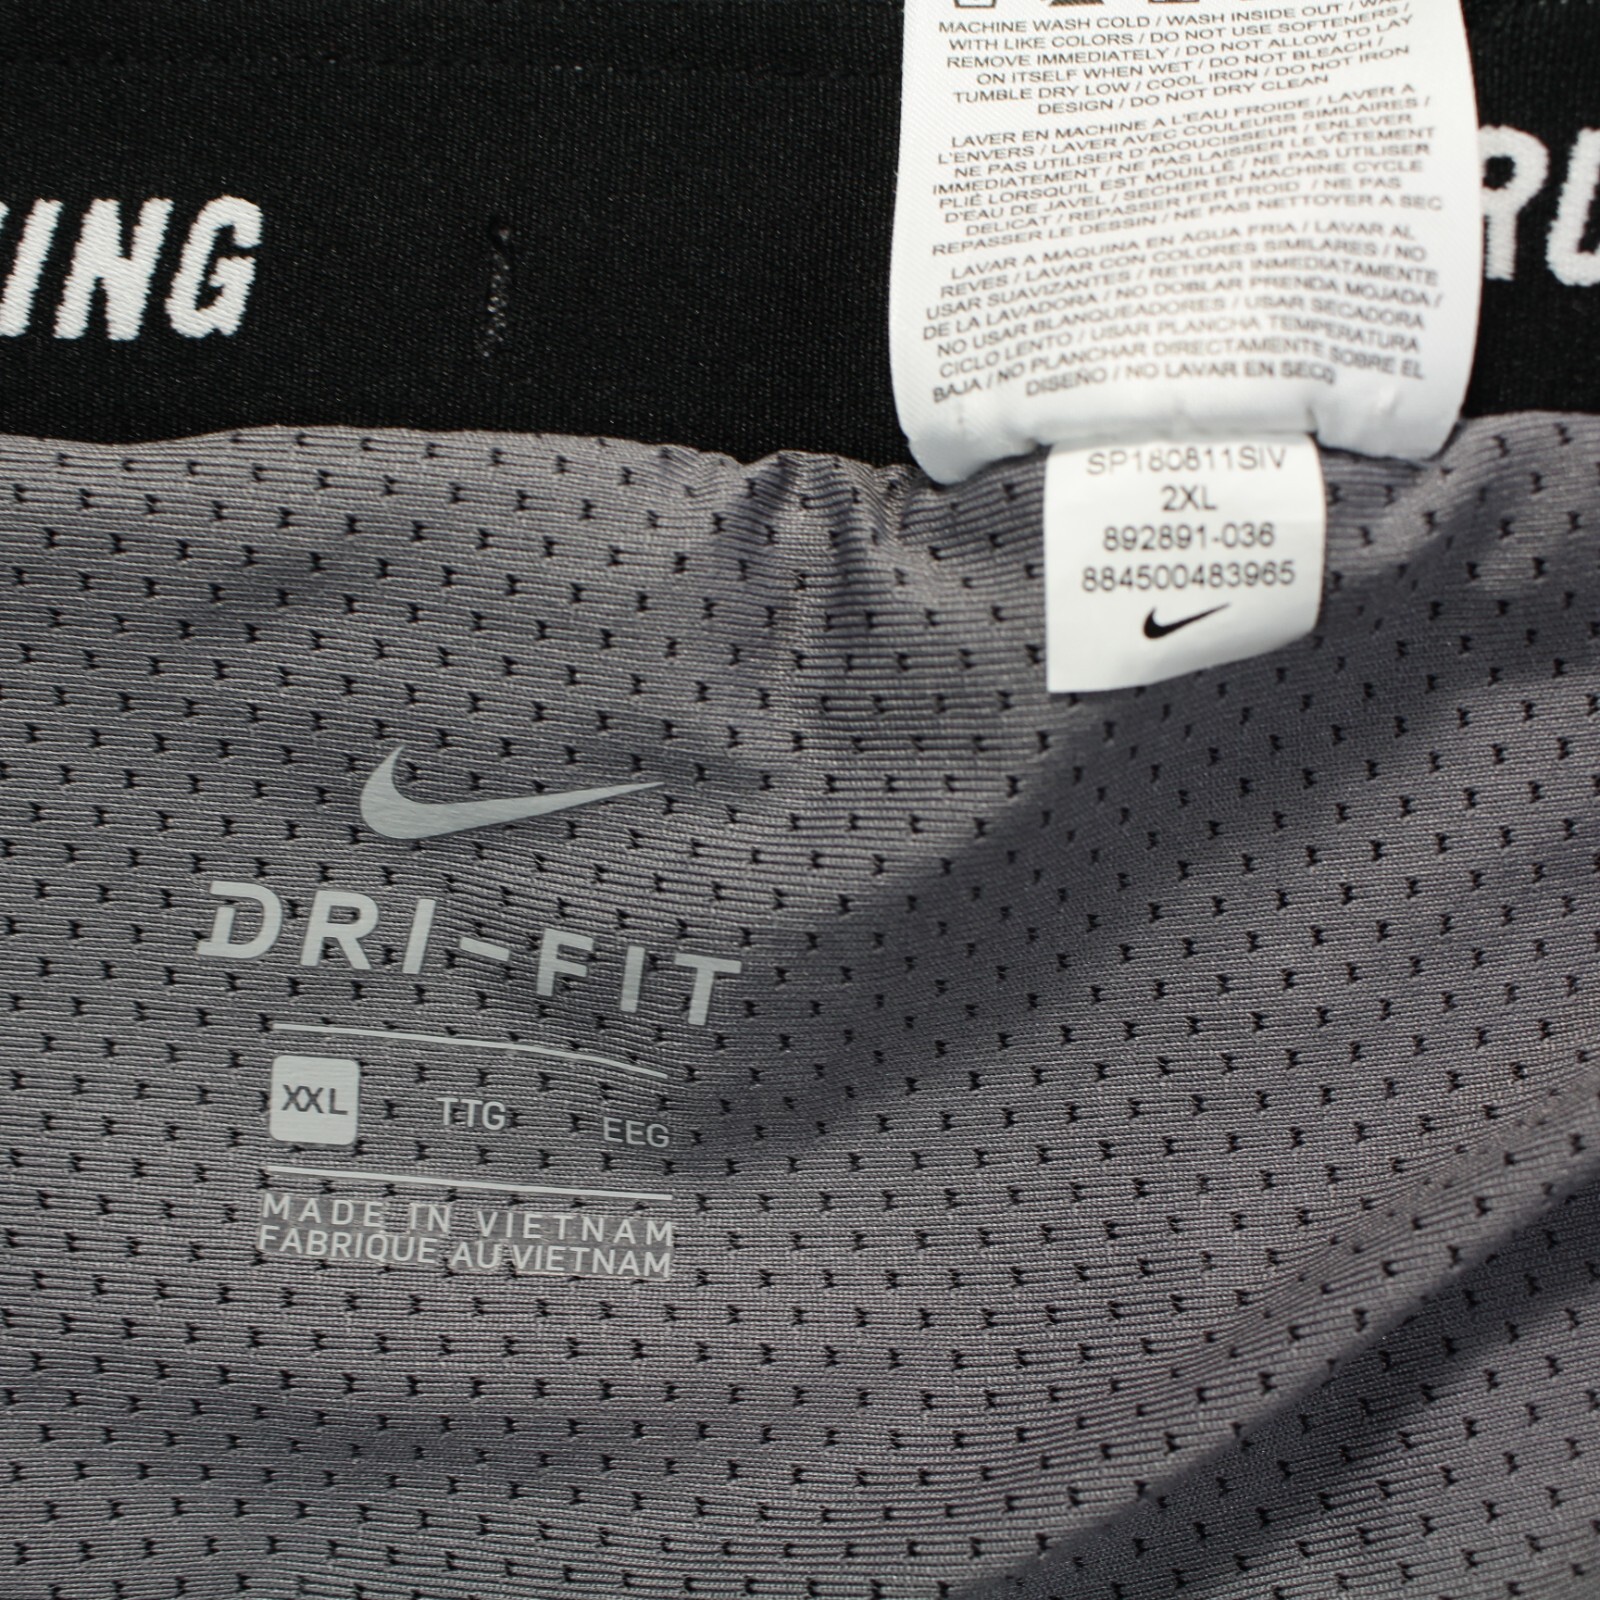 MACHINE WASH COLD / WASH INSIDE OUT /
WITH LIKE COLORS / DO NOT USE SOFTENERS /
REMOVE IMMEDIATELY / DO NOT ALLOW TO LAY
ON ITSELF WHEN WET / DO NOT BLEACH /
TUMBLE DRY LOW / COOL IRON / DO NOT IRON
DESIGN / DO NOT DRY CLEAN
LAVER EN MACHINE A L'EAU FROIDE / LAVER A
L'ENVERS / LAVER AVEC COULEURS SIMILAIRES /
NE PAS UTILISER D'ADOUCISSEUR / ENLEVER
IMMEDIATEMENT / NE PAS LAISSER LE VÊTEMENT
PLIÉ LORSQU'IL EST MOUILLÉ / NE PAS UTILISER
D'EAU DE JAVEL / SECHER EN MACHINE CYCLE
DELICAT / REPASSER FER FROID / NE PAS
REPASSER LE DESSIN / NE PAS NETTOYER A SEC
LAVAR A MAQUINA EN AGUA FRIA / LAVAR AL
REVES / LAVAR CON COLORES SIMILARES / NO
USAR SUAVIZANTES / RETIRAR INMEDIATAMENTE
DE LA LAVADORA / NO DOBLAR PRENDA MOJADA /
NO USAR BLANQUEADORES / USAR SECADORA
CICLO LENTO / USAR PLANCHA TEMPERATURA
BAJA / NO PLANCHAR DIRECTAMENTE SOBRE EL
DISEÑO / NO LAVAR EN SECO
ING
RU
SP180811SIV
2XL
892891-036
884500483965
DRI-FIT
XXL TTG EEG
MADE IN VIETNAM
FABRIQUE AU VIETNAM